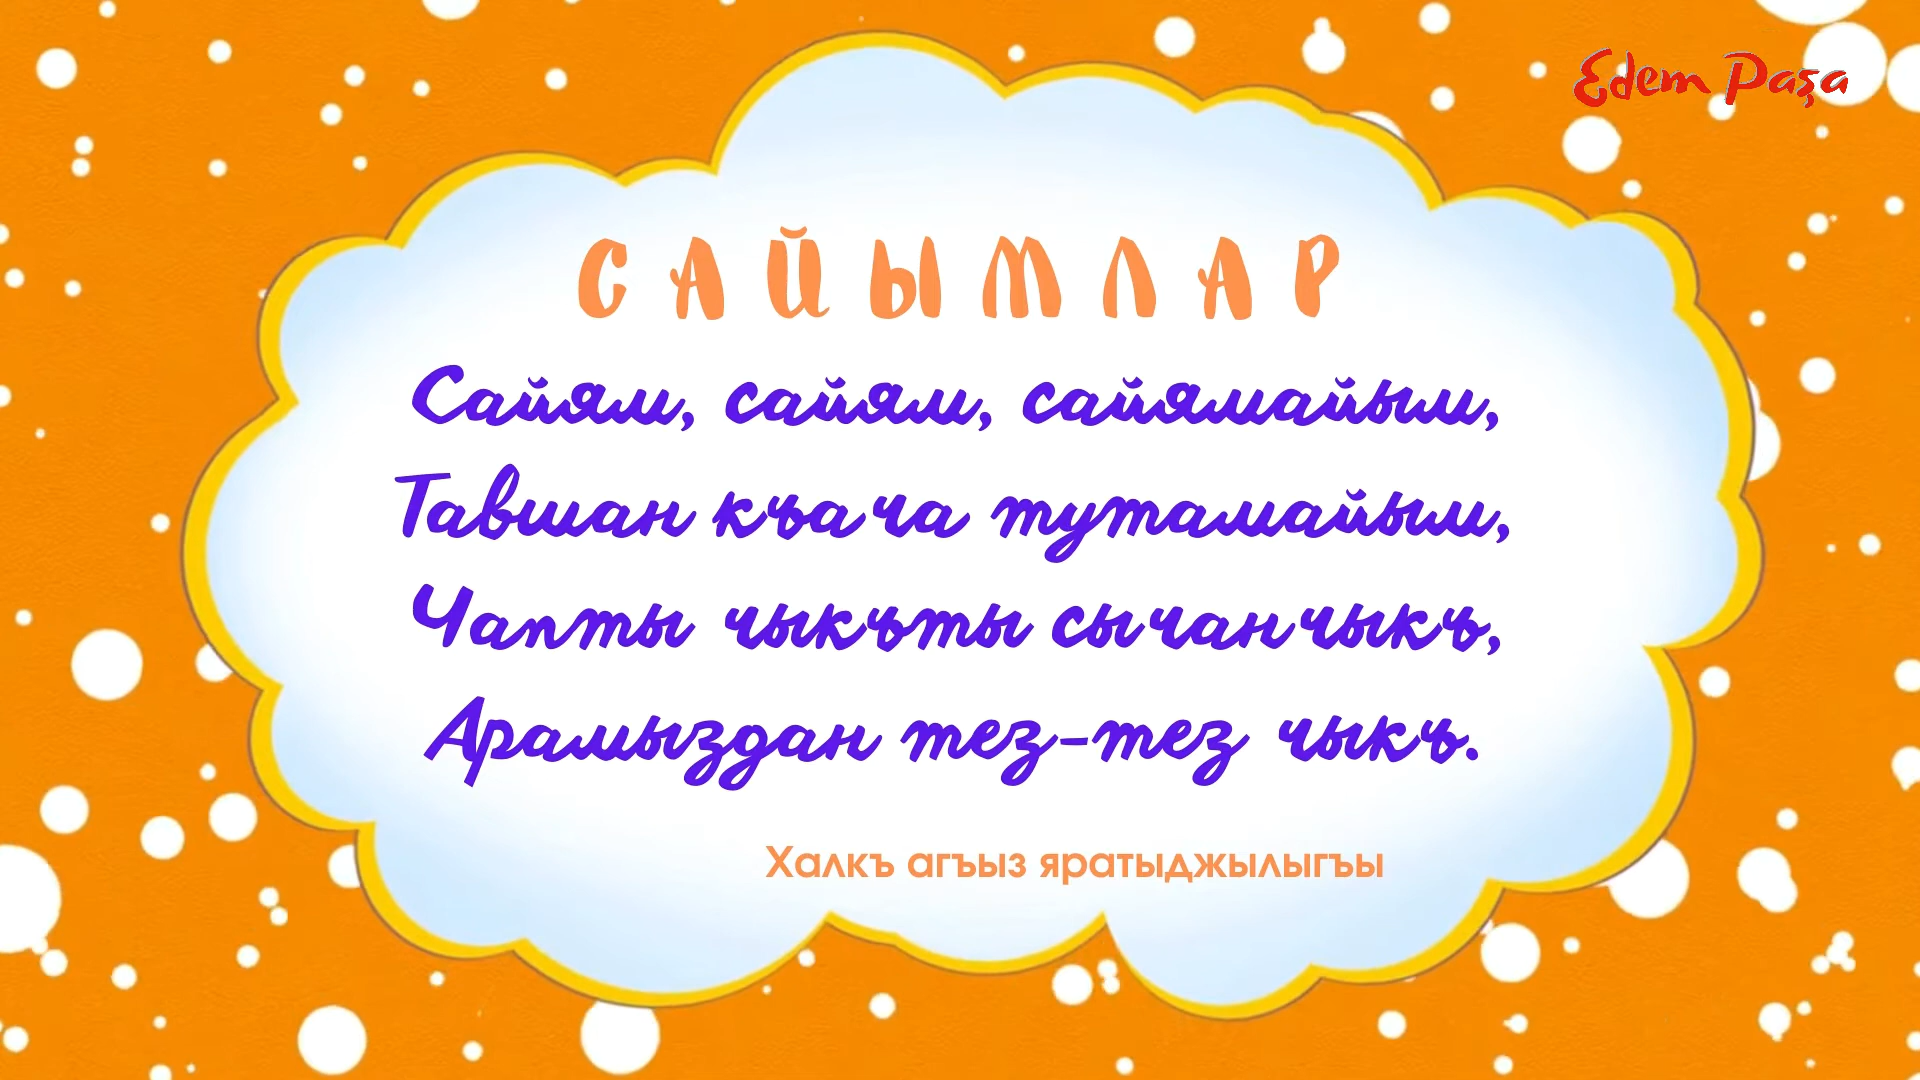 Edem Paşa
САЙЫМЛАР
Сайям, сайям, сайямайым,
Тавшан къача тутамайым,
Чапты чыкъты сычанчыкъ,
Арамыздан тез-тез чыкъ.
Халкъ агъыз яратыджылыгъы